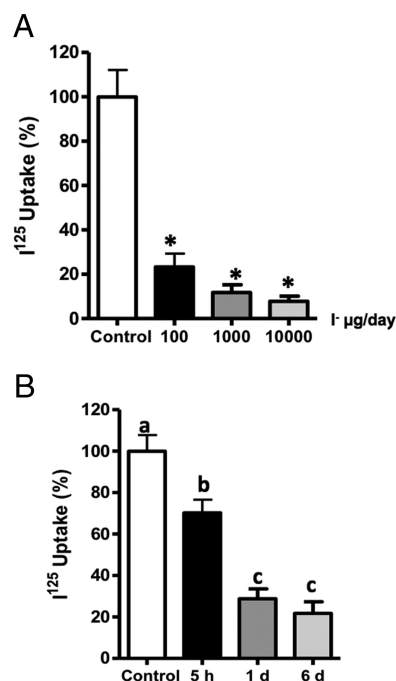 A
120
100
80
60
40
20
0
I125 Uptake (%)
* * *
Control 100 1000 10000 I- µg/day
B
120
100
80
60
40
20
0
I125 Uptake (%)
a
b
c c
Control 5 h 1 d 6 d